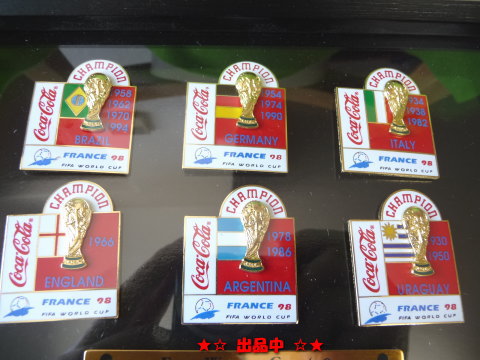 CHAMPION
Coca-Cola
1958
1962
1970
1994
BRAZIL
FRANCE 98
FIFA WORLD CUP
CHAMPION
Coca-Cola
1954
1974
1990
GERMANY
FRANCE 98
FIFA WORLD CUP
CHAMPION
Coca-Cola
1934
1938
1982
ITALY
FRANCE 98
FIFA WORLD CUP
CHAMPION
Coca-Cola
1966
ENGLAND
FRANCE 98
FIFA WORLD CUP
CHAMPION
Coca-Cola
1978
1986
ARGENTINA
FRANCE 98
FIFA WORLD CUP
CHAMPION
Coca-Cola
1930
1950
URAGUAY
FRANCE 98
FIFA WORLD CUP
★☆ 出品中 ☆★